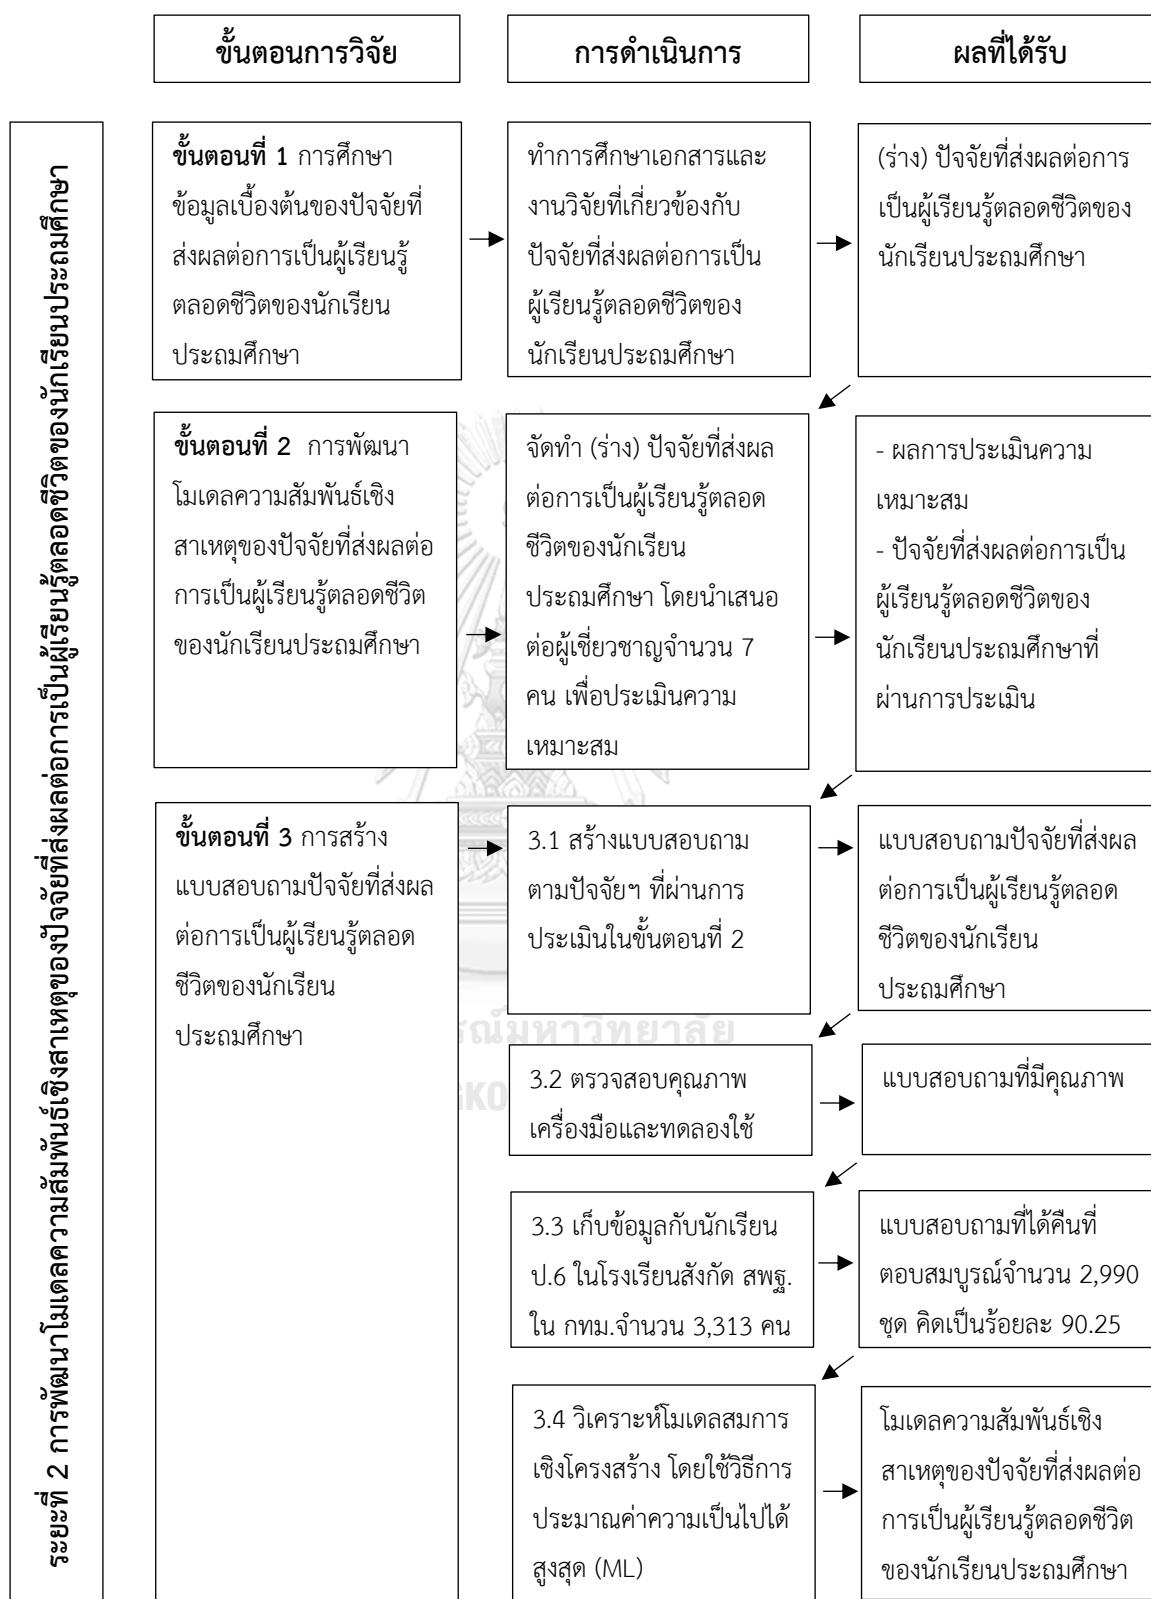 ขั้นตอนการวิจัย
การดำเนินการ
ผลที่ได้รับ
ระยะที่ 2 การพัฒนาโมเดลความสัมพันธ์เชิงสาเหตุของปัจจัยที่ส่งผลต่อการเป็นผู้เรียนรู้ตลอดชีวิตของนักเรียนประถมศึกษา
ขั้นตอนที่ 1 การศึกษา
ข้อมูลเบื้องต้นของปัจจัยที่
ส่งผลต่อการเป็นผู้เรียนรู้
ตลอดชีวิตของนักเรียน
ประถมศึกษา
ทำการศึกษาเอกสารและ
งานวิจัยที่เกี่ยวข้องกับ
ปัจจัยที่ส่งผลต่อการเป็น
ผู้เรียนรู้ตลอดชีวิตของ
นักเรียนประถมศึกษา
(ร่าง) ปัจจัยที่ส่งผลต่อการ
เป็นผู้เรียนรู้ตลอดชีวิตของ
นักเรียนประถมศึกษา
ขั้นตอนที่ 2 การพัฒนา
โมเดลความสัมพันธ์เชิง
สาเหตุของปัจจัยที่ส่งผลต่อ
การเป็นผู้เรียนรู้ตลอดชีวิต
ของนักเรียนประถมศึกษา
จัดทำ (ร่าง) ปัจจัยที่ส่งผล
ต่อการเป็นผู้เรียนรู้ตลอด
ชีวิตของนักเรียน
ประถมศึกษา โดยนำเสนอ
ต่อผู้เชี่ยวชาญจำนวน 7
คน เพื่อประเมินความ
เหมาะสม
- ผลการประเมินความ
เหมาะสม
- ปัจจัยที่ส่งผลต่อการเป็น
ผู้เรียนรู้ตลอดชีวิตของ
นักเรียนประถมศึกษาที่
ผ่านการประเมิน
ขั้นตอนที่ 3 การสร้าง
แบบสอบถามปัจจัยที่ส่งผล
ต่อการเป็นผู้เรียนรู้ตลอด
ชีวิตของนักเรียน
ประถมศึกษา
3.1 สร้างแบบสอบถาม
ตามปัจจัยฯ ที่ผ่านการ
ประเมินในขั้นตอนที่ 2
แบบสอบถามปัจจัยที่ส่งผล
ต่อการเป็นผู้เรียนรู้ตลอด
ชีวิตของนักเรียน
ประถมศึกษา
รณ์มหาวิทยาลัย
GKO
3.2 ตรวจสอบคุณภาพ
เครื่องมือและทดลองใช้
แบบสอบถามที่มีคุณภาพ
3.3 เก็บข้อมูลกับนักเรียน
ป.6 ในโรงเรียนสังกัด สพฐ.
ใน กทม.จำนวน 3,313 คน
แบบสอบถามที่ได้คืนที่
ตอบสมบูรณ์จำนวน 2,990
ชุด คิดเป็นร้อยละ 90.25
3.4 วิเคราะห์โมเดลสมการ
เชิงโครงสร้าง โดยใช้วิธีการ
ประมาณค่าความเป็นไปได้
สูงสุด (ML)
โมเดลความสัมพันธ์เชิง
สาเหตุของปัจจัยที่ส่งผลต่อ
การเป็นผู้เรียนรู้ตลอดชีวิต
ของนักเรียนประถมศึกษา